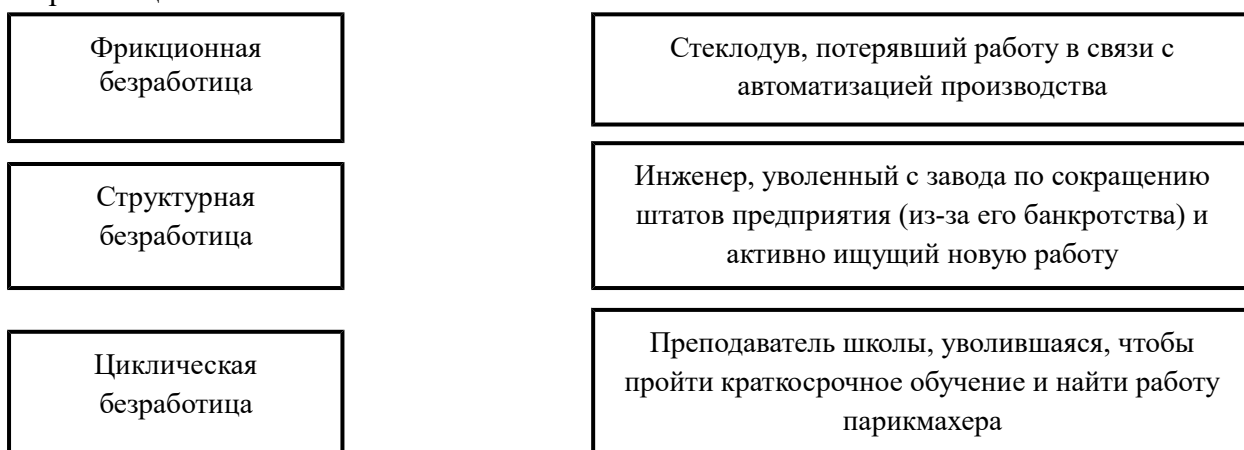 Фрикционная
безработица
Стеклодув, потерявший работу в связи с
автоматизацией производства
Структурная
безработица
Инженер, уволенный с завода по сокращению
штатов предприятия (из-за его банкротства) и
активно ищущий новую работу
Циклическая
безработица
Преподаватель школы, уволившаяся, чтобы
пройти краткосрочное обучение и найти работу
парикмахера